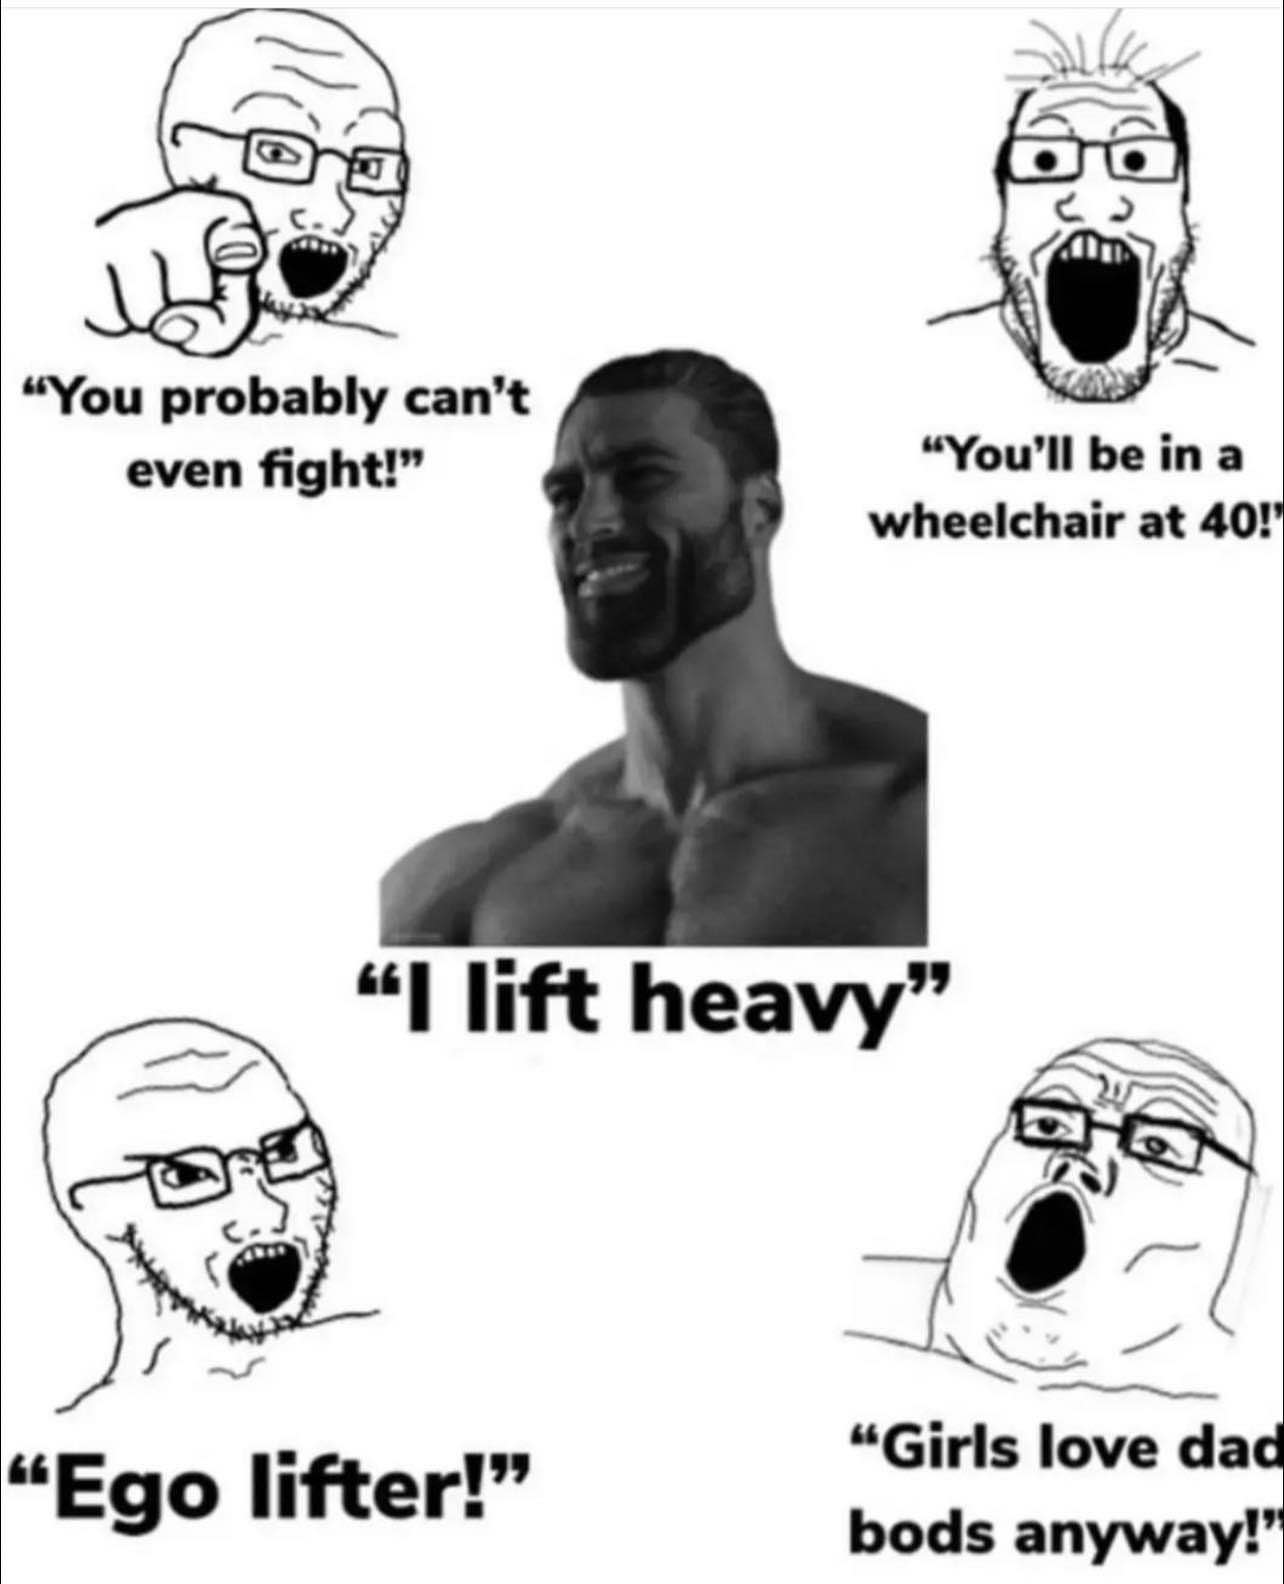 “You probably can’t
even fight!”
“You’ll be in a
wheelchair at 40!”
“I lift heavy”
“Ego lifter!”
“Girls love dad
bods anyway!”